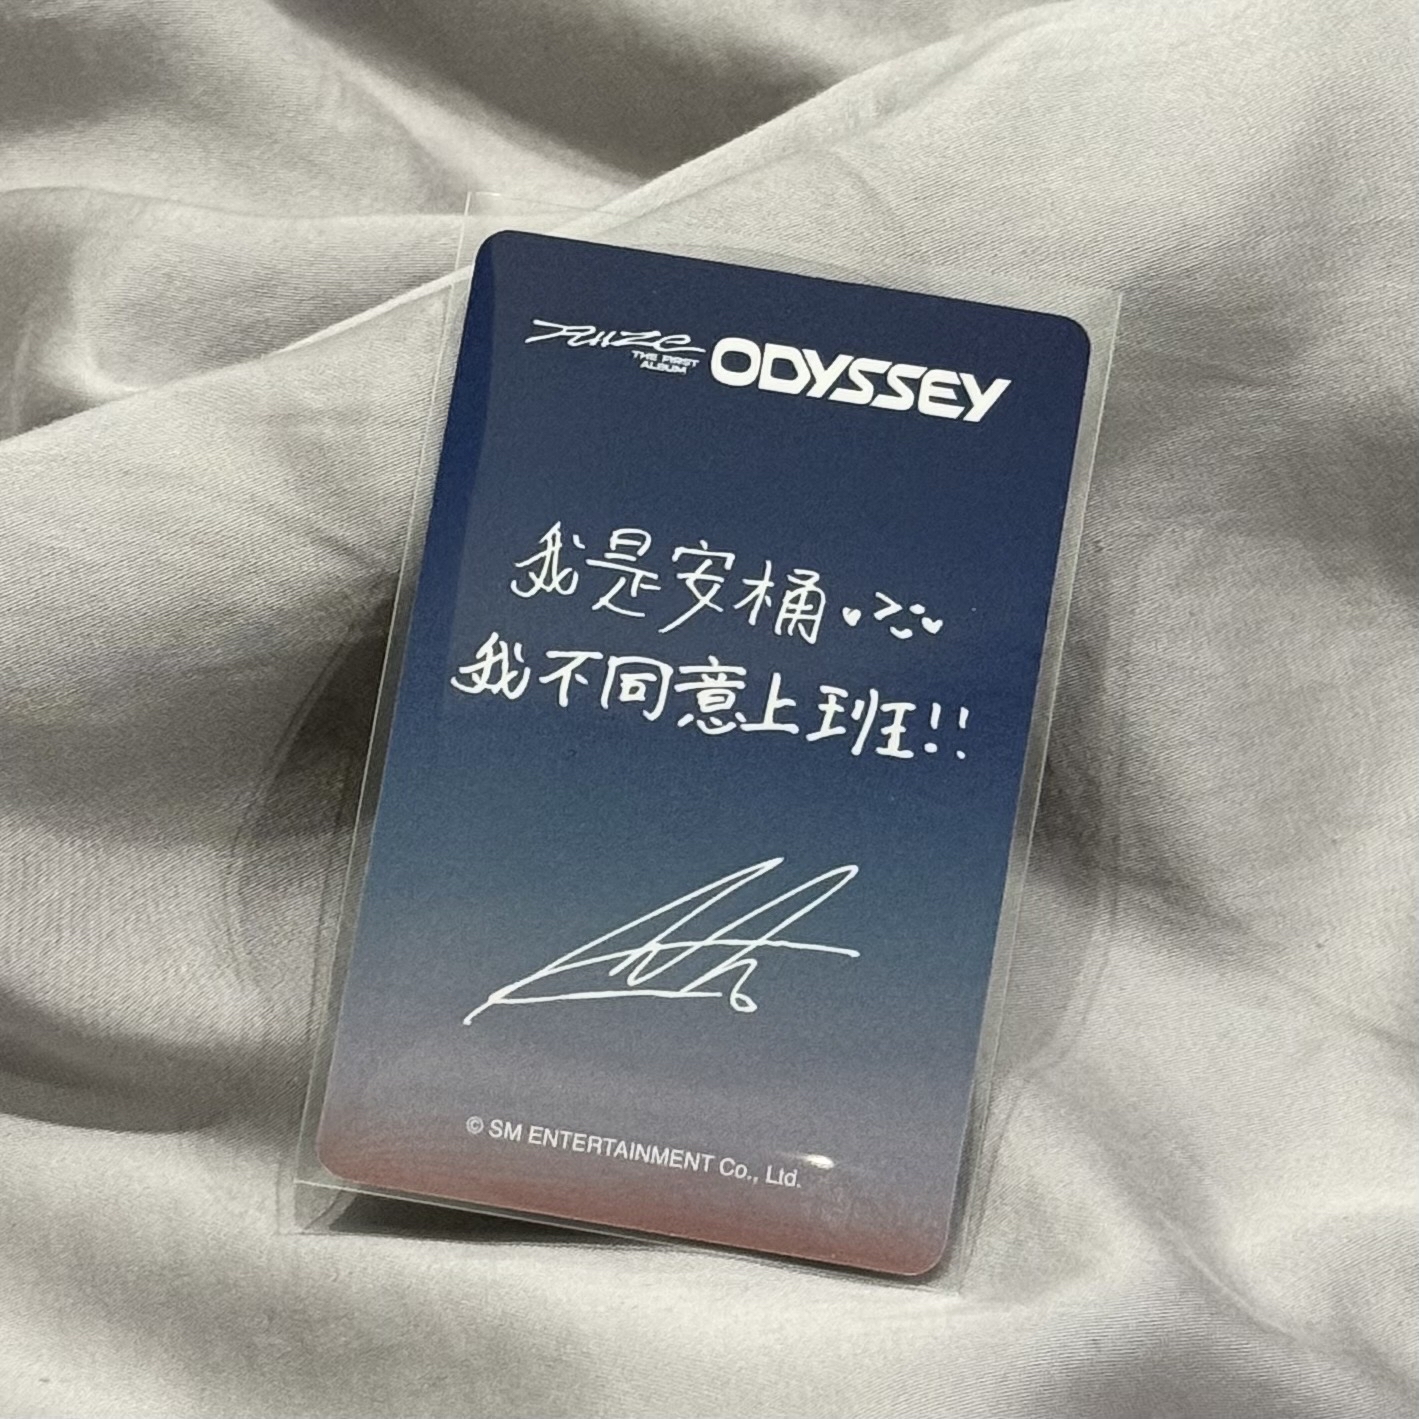 RIIZE THE FIRST ALBUM ODYSSEY
我是安桶
我不同意上班!!
© SM ENTERTAINMENT Co., Ltd.